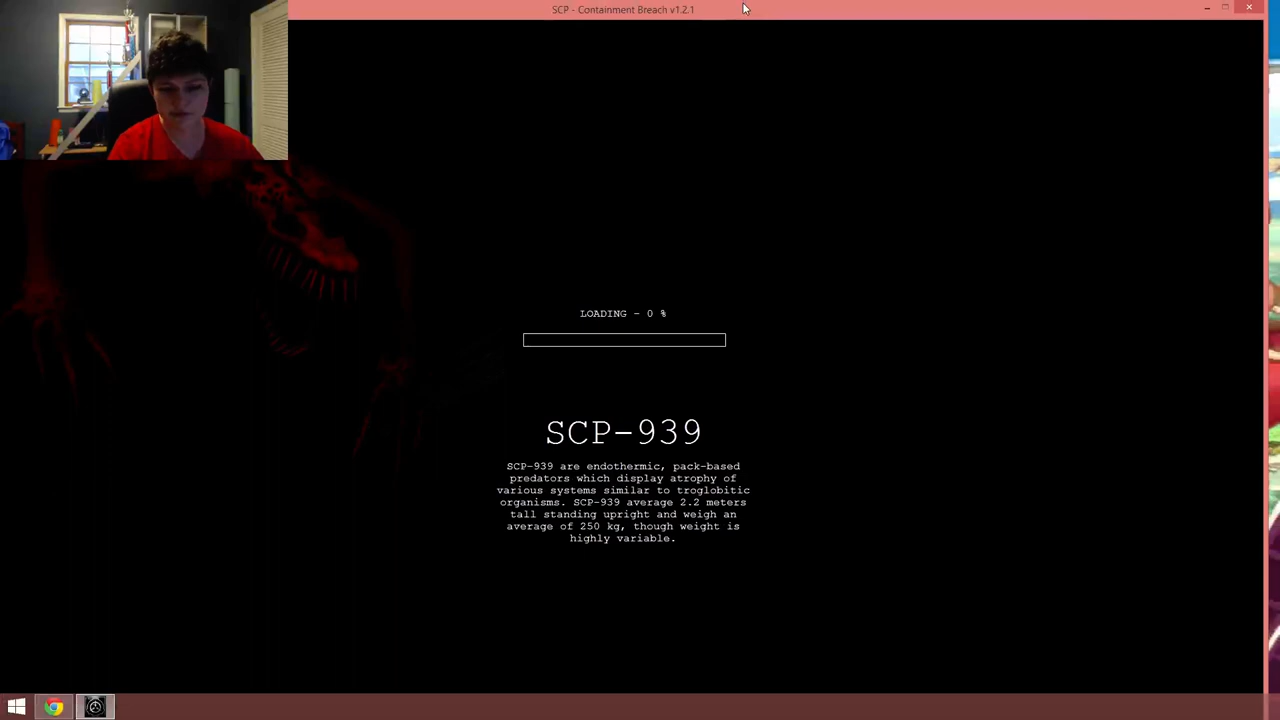 SCP - Containment Breach v1.2.1
LOADING - 0 %
SCP-939
SCP-939 are endothermic, pack-based
predators which display atrophy of
various systems similar to troglobitic
organisms. SCP-939 average 2.2 meters
tall standing upright and weigh an
average of 250 kg, though weight is
highly variable.